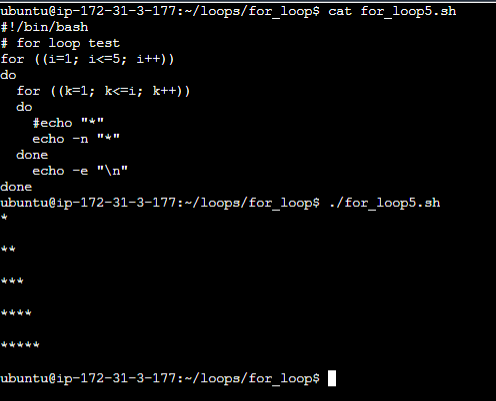 ubuntu@ip-172-31-3-177:~/loops/for_loop$ cat for_loop5.sh
#!/bin/bash
# for loop test
for ((i=1; i<=5; i++))
do
  for ((k=1; k<=i; k++))
  do
    #echo "*"
    echo -n "*"
  done
    echo -e "\n"
done
ubuntu@ip-172-31-3-177:~/loops/for_loop$ ./for_loop5.sh
*
**
***
****
*****
ubuntu@ip-172-31-3-177:~/loops/for_loop$